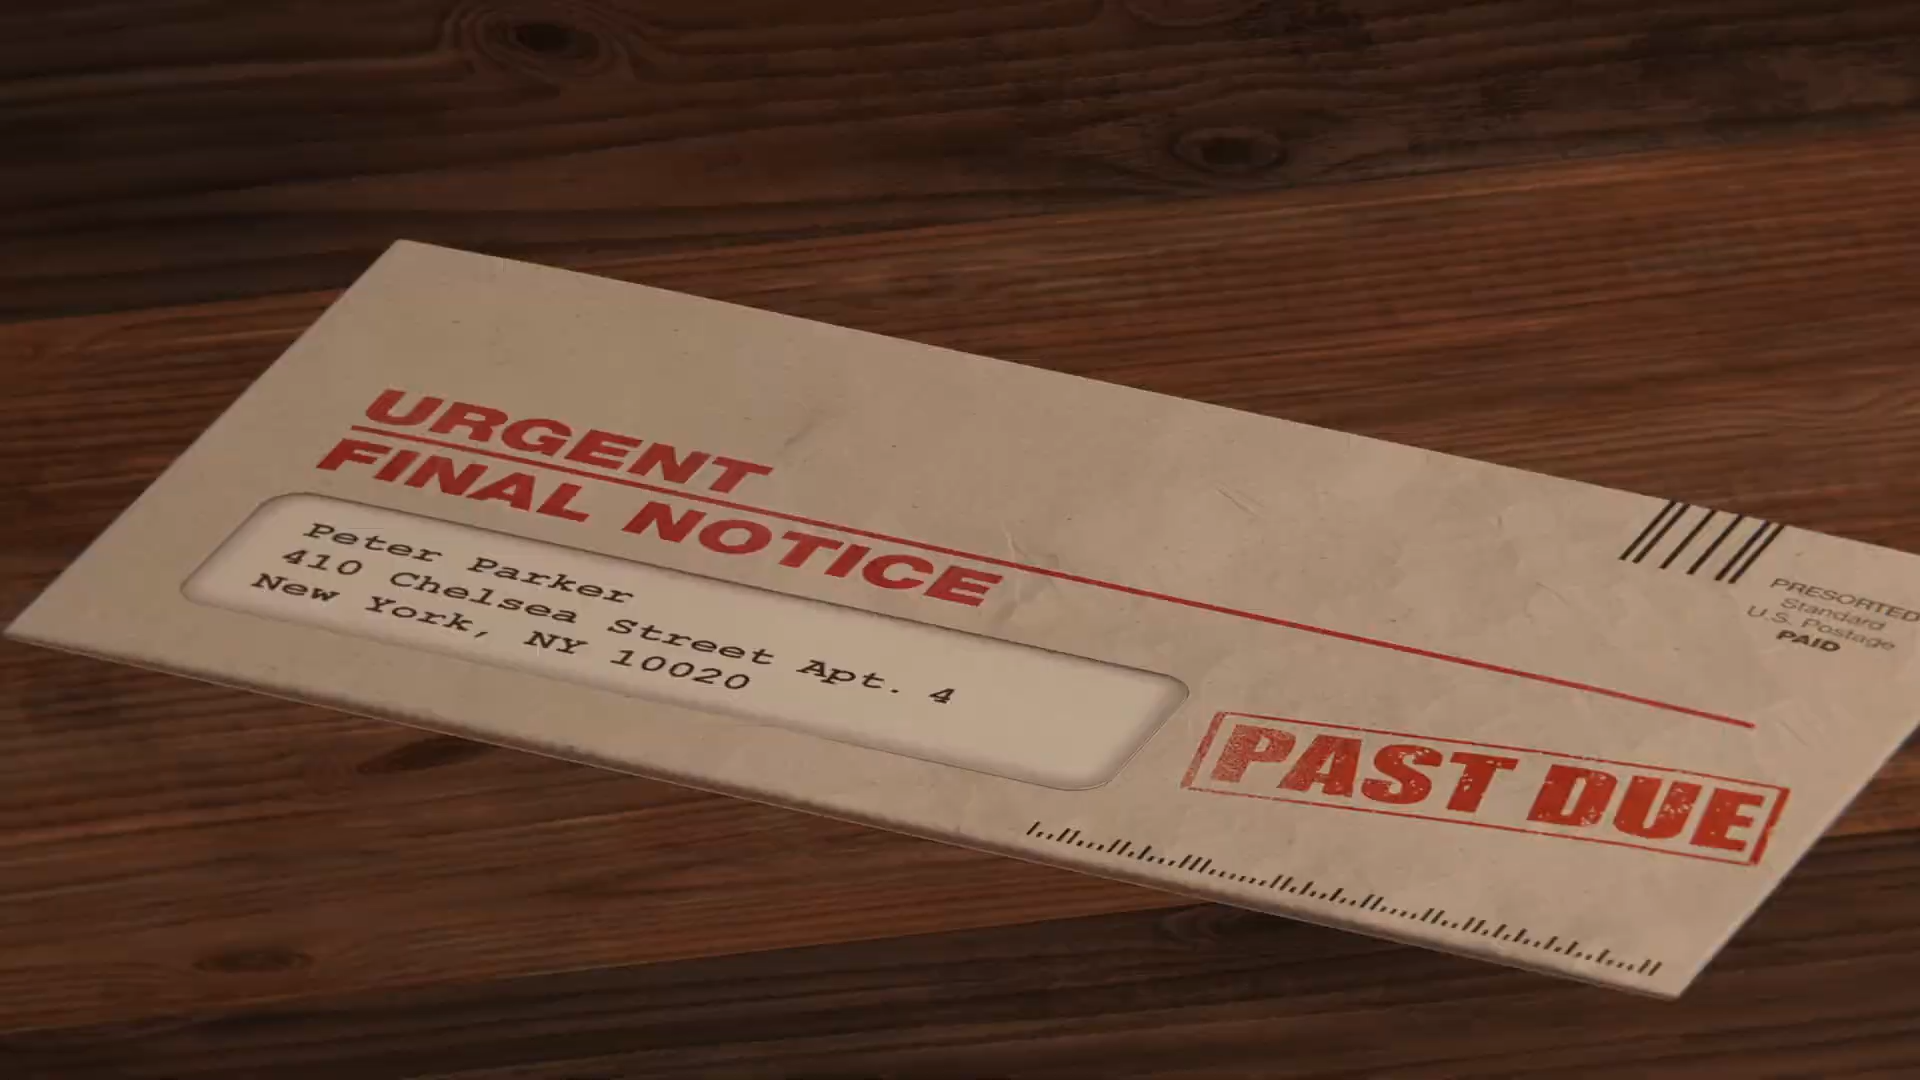 URGENT
FINAL NOTICE
Peter Parker
410 Chelsea Street Apt. 4
New York, NY 10020
PRESORTED
Standard
U.S. Postage
PAID
PAST DUE